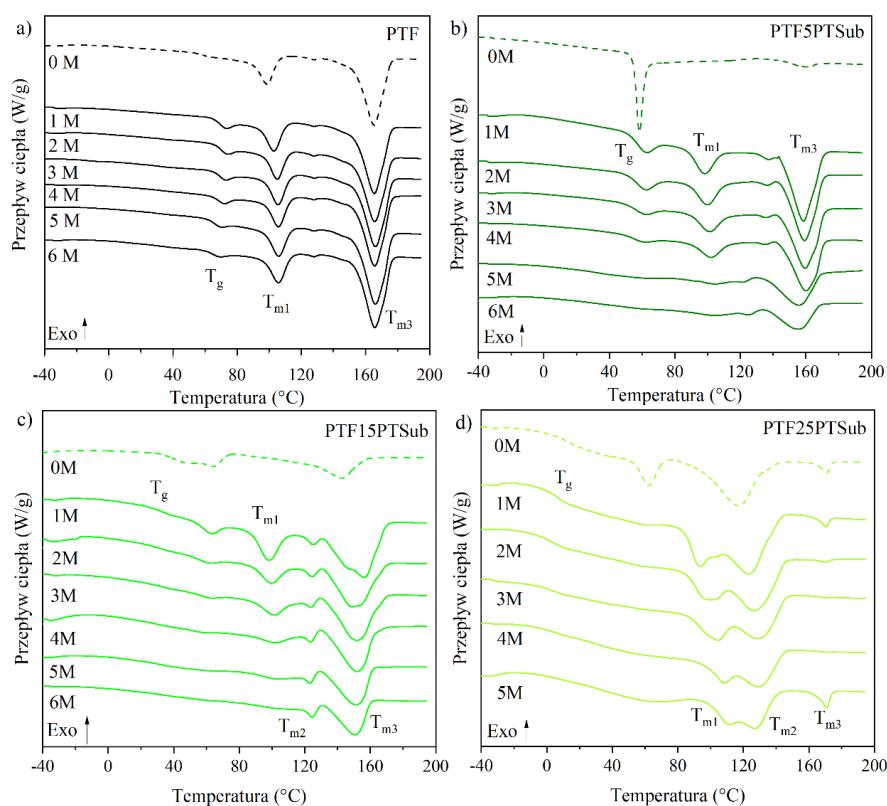 a)
PTF
0 M
1 M
2 M
3 M
4 M
5 M
6 M
Tg
Tm1
Tm3
Exo
Przepływ ciepła (W/g)
-40 0 40 80 120 160 200
Temperatura (°C)
b)
PTF5PTSub
0M
1M
2M
3M
4M
5M
6M
Tg
Tm1
Tm3
Exo
Przepływ ciepła (W/g)
-40 0 40 80 120 160 200
Temperatura (°C)
c)
PTF15PTSub
0M
1M
2M
3M
4M
5M
6M
Tg
Tm1
Tm2
Tm3
Exo
Przepływ ciepła (W/g)
-40 0 40 80 120 160 200
Temperatura (°C)
d)
PTF25PTSub
0M
1M
2M
3M
4M
5M
Tg
Tm1
Tm2
Tm3
Exo
Przepływ ciepła (W/g)
-40 0 40 80 120 160 200
Temperatura (°C)